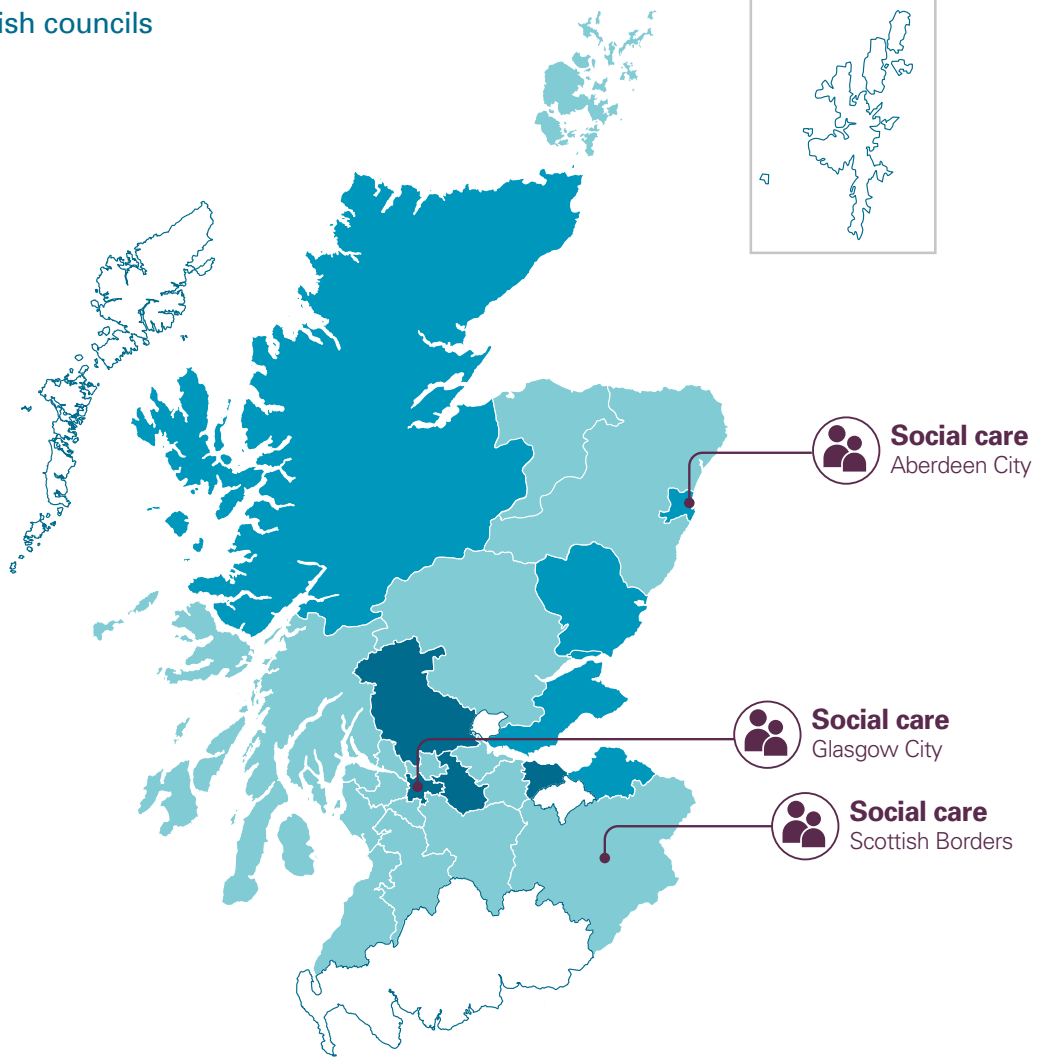 ish councils
Social care
Aberdeen City
Social care
Glasgow City
Social care
Scottish Borders